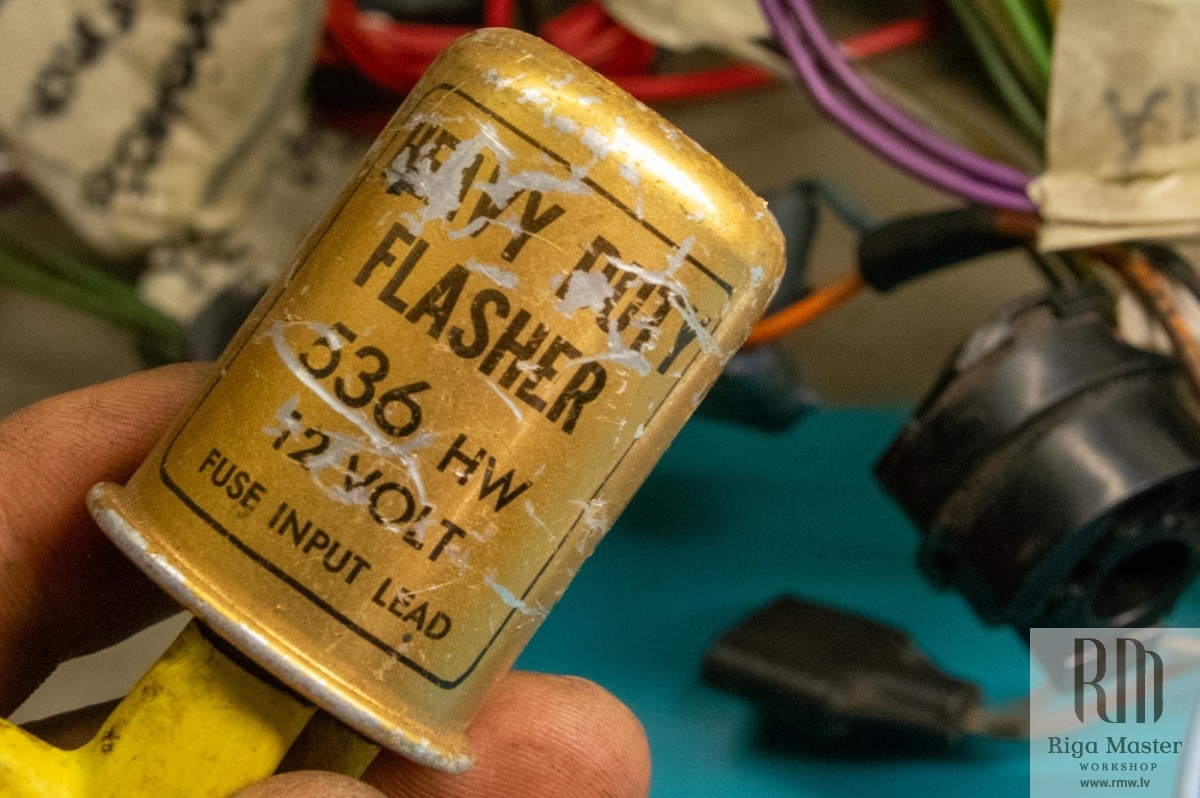 HEAVY DUTY
FLASHER
536 HW
12 VOLT
FUSE INPUT LEAD
RM
Riga Master
WORKSHOP
www.rmw.lv